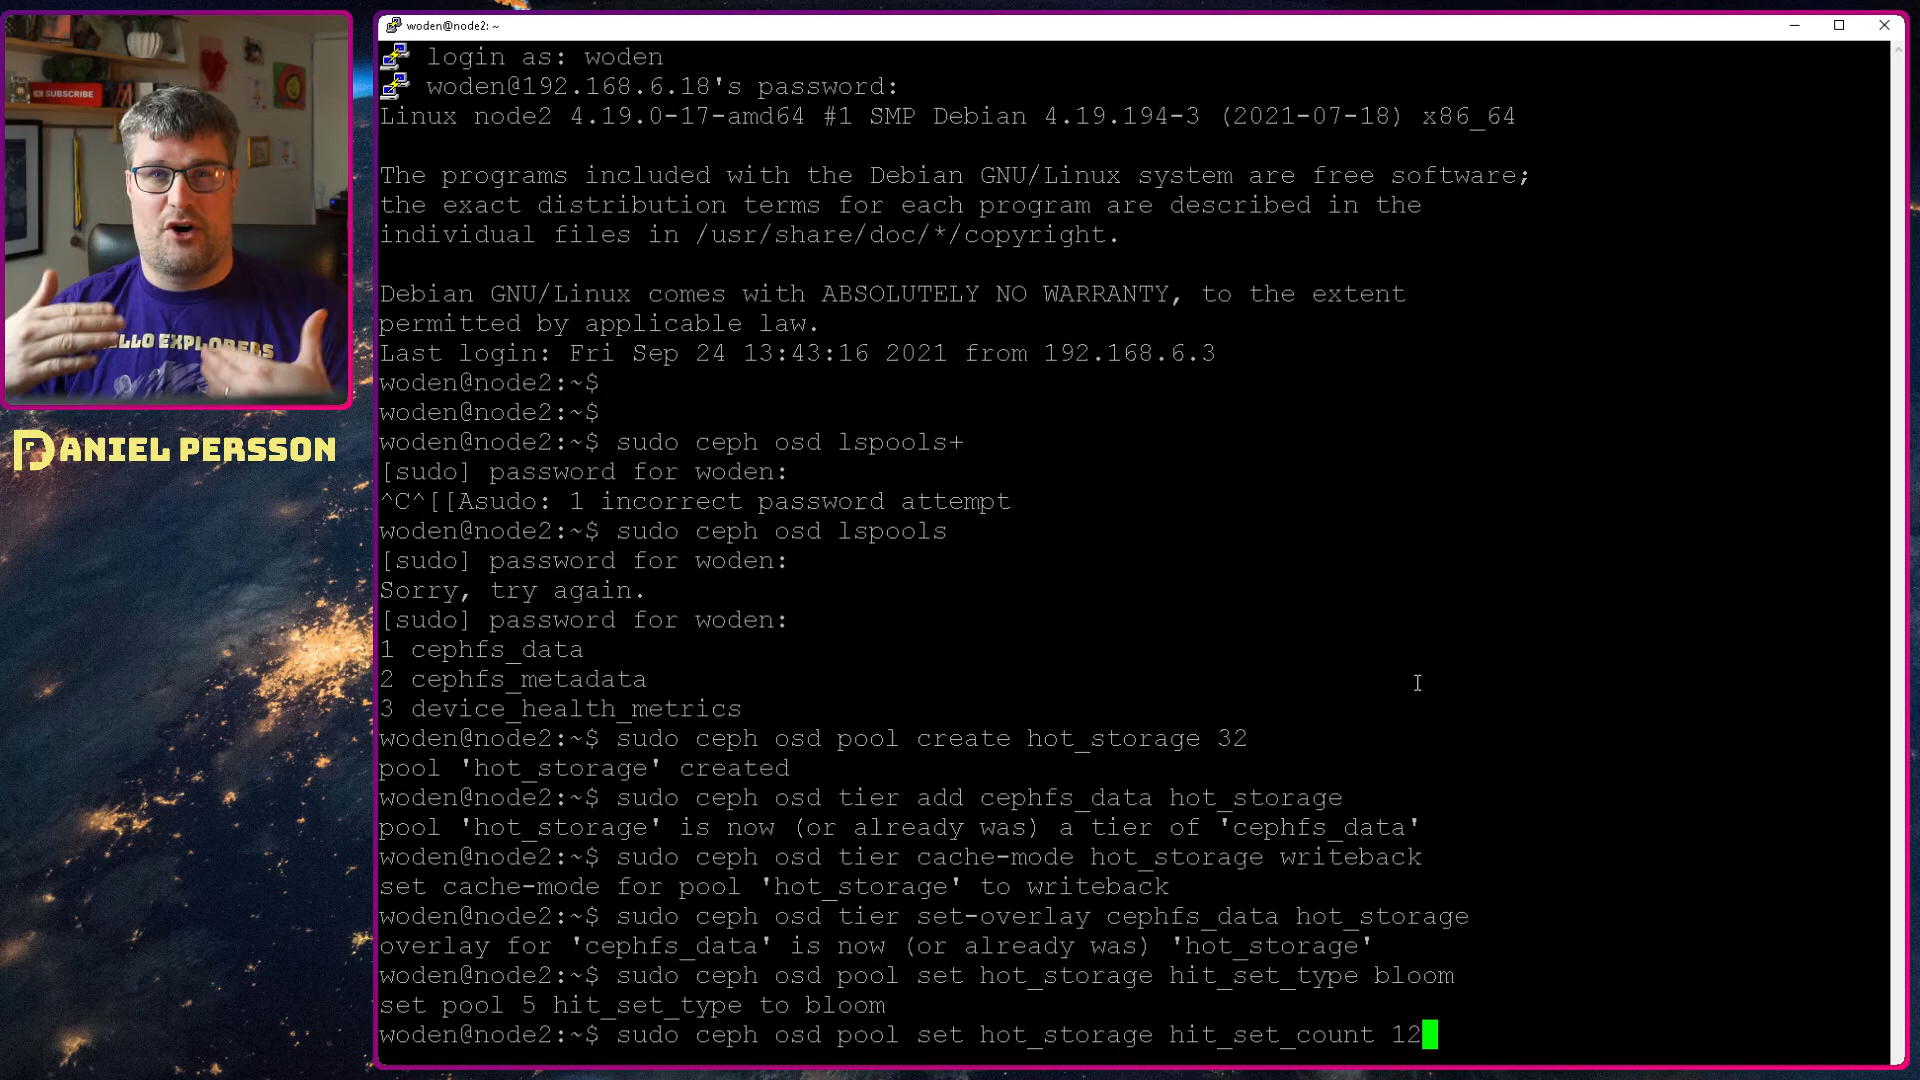 woden@node2: ~
login as: woden
woden@192.168.6.18's password:
Linux node2 4.19.0-17-amd64 #1 SMP Debian 4.19.194-3 (2021-07-18) x86_64
The programs included with the Debian GNU/Linux system are free software;
the exact distribution terms for each program are described in the
individual files in /usr/share/doc/*/copyright.
Debian GNU/Linux comes with ABSOLUTELY NO WARRANTY, to the extent
permitted by applicable law.
Last login: Fri Sep 24 13:43:16 2021 from 192.168.6.3
woden@node2:~$
woden@node2:~$
woden@node2:~$ sudo ceph osd lspools+
[sudo] password for woden:
^C^[[Asudo: 1 incorrect password attempt
woden@node2:~$ sudo ceph osd lspools
[sudo] password for woden:
Sorry, try again.
[sudo] password for woden:
1 cephfs_data
2 cephfs_metadata
3 device_health_metrics
woden@node2:~$ sudo ceph osd pool create hot_storage 32
pool 'hot_storage' created
woden@node2:~$ sudo ceph osd tier add cephfs_data hot_storage
pool 'hot_storage' is now (or already was) a tier of 'cephfs_data'
woden@node2:~$ sudo ceph osd tier cache-mode hot_storage writeback
set cache-mode for pool 'hot_storage' to writeback
woden@node2:~$ sudo ceph osd tier set-overlay cephfs_data hot_storage
overlay for 'cephfs_data' is now (or already was) 'hot_storage'
woden@node2:~$ sudo ceph osd pool set hot_storage hit_set_type bloom
set pool 5 hit_set_type to bloom
woden@node2:~$ sudo ceph osd pool set hot_storage hit_set_count 12
SUBSCRIBE
ELLO EXPLORERS
DANIEL PERSSON